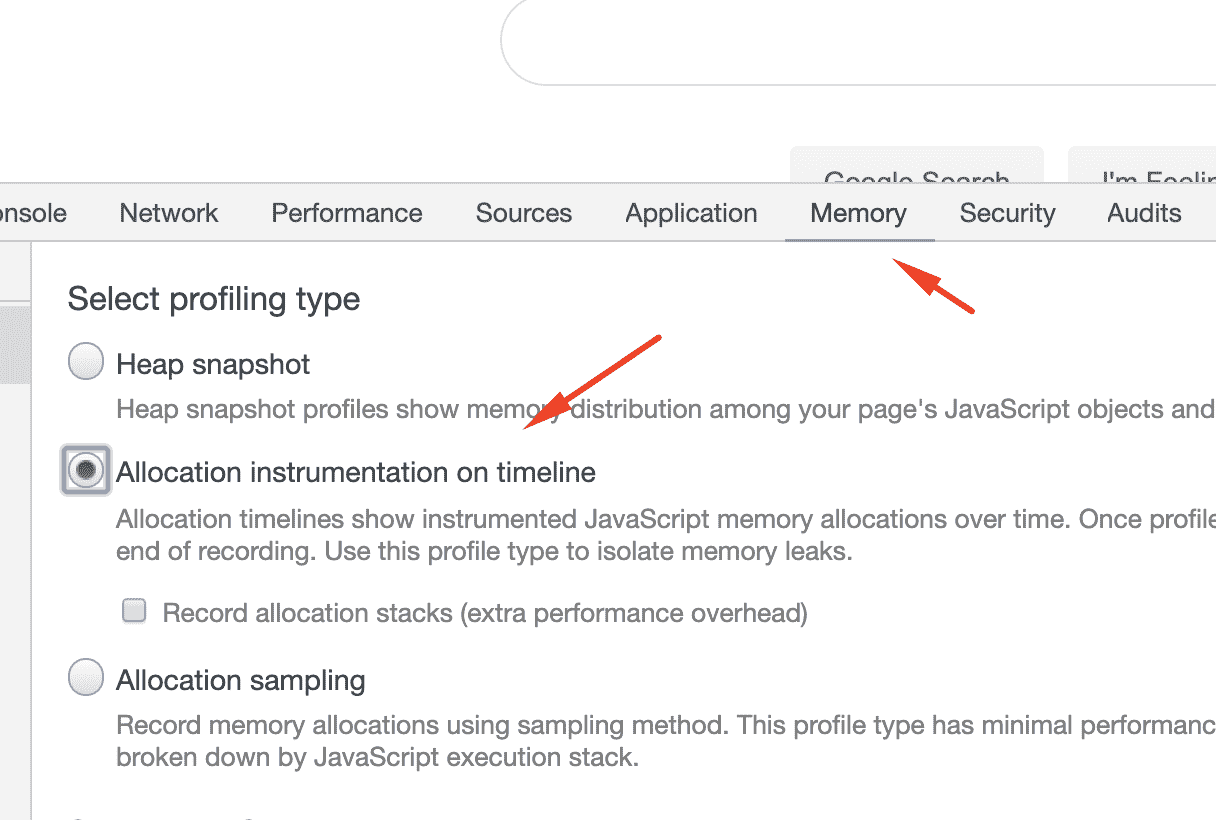 Google Search
onsole Network Performance Sources Application Memory Security Audits
Select profiling type
Heap snapshot
Heap snapshot profiles show memory distribution among your page's JavaScript objects and
Allocation instrumentation on timeline
Allocation timelines show instrumented JavaScript memory allocations over time. Once profile
end of recording. Use this profile type to isolate memory leaks.
Record allocation stacks (extra performance overhead)
Allocation sampling
Record memory allocations using sampling method. This profile type has minimal performanc
broken down by JavaScript execution stack.